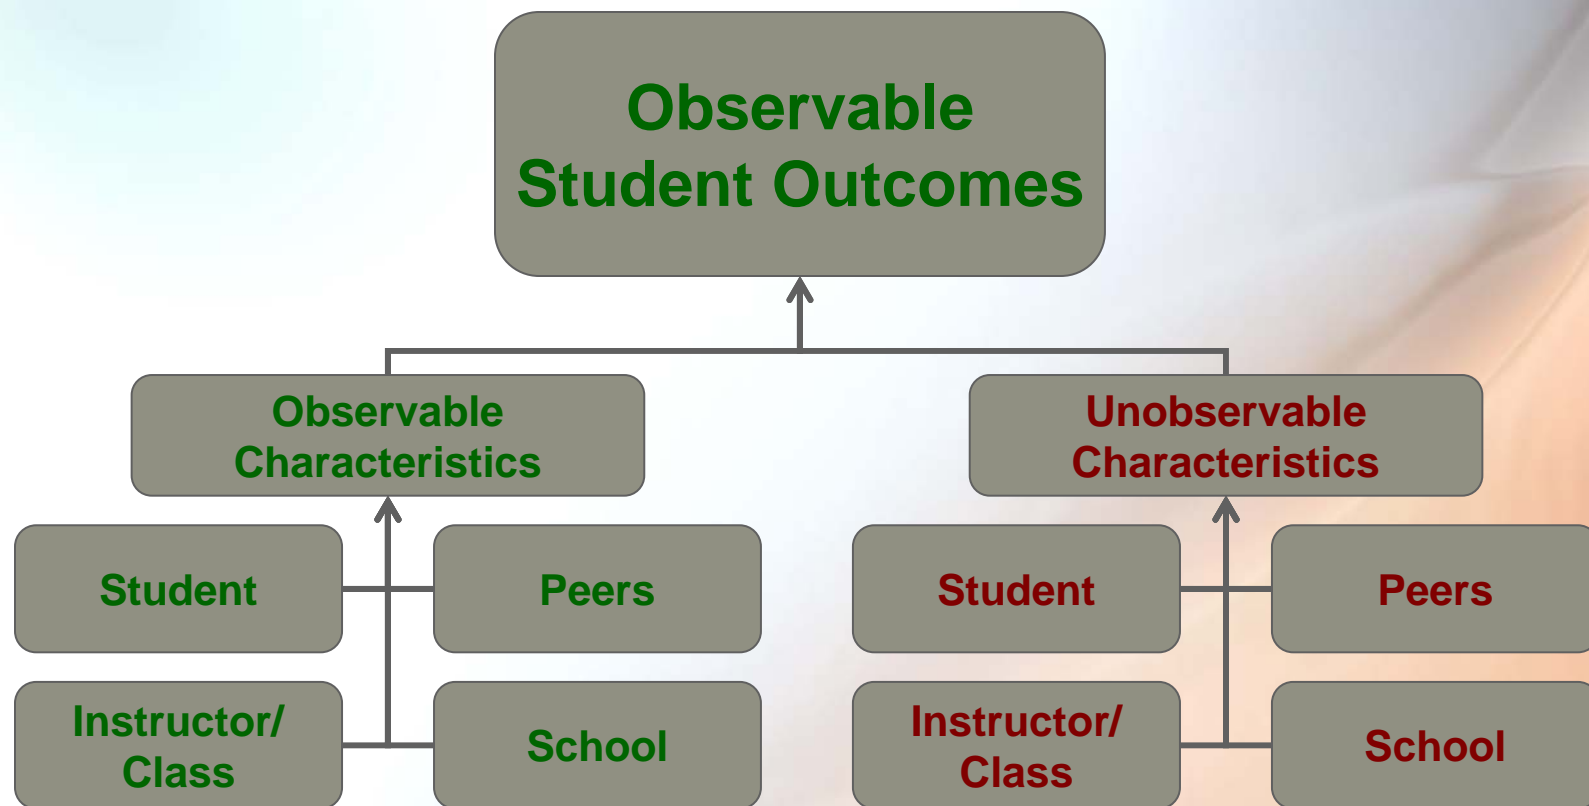 Observable
Student Outcomes
Observable
Characteristics
Unobservable
Characteristics
Student
Peers
Student
Peers
Instructor/
Class
School
Instructor/
Class
School